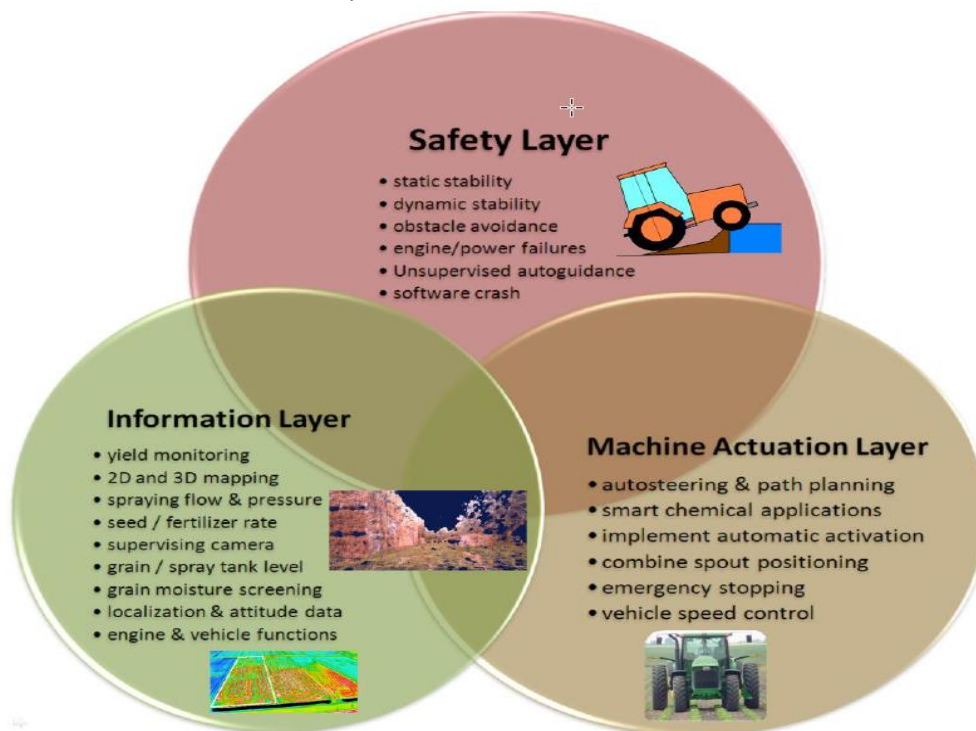 Safety Layer
• static stability
• dynamic stability
• obstacle avoidance
• engine/power failures
• Unsupervised autoguidance
• software crash
Information Layer
• yield monitoring
• 2D and 3D mapping
• spraying flow & pressure
• seed / fertilizer rate
• supervising camera
• grain / spray tank level
• grain moisture screening
• localization & attitude data
• engine & vehicle functions
Machine Actuation Layer
• autosteering & path planning
• smart chemical applications
• implement automatic activation
• combine spout positioning
• emergency stopping
• vehicle speed control